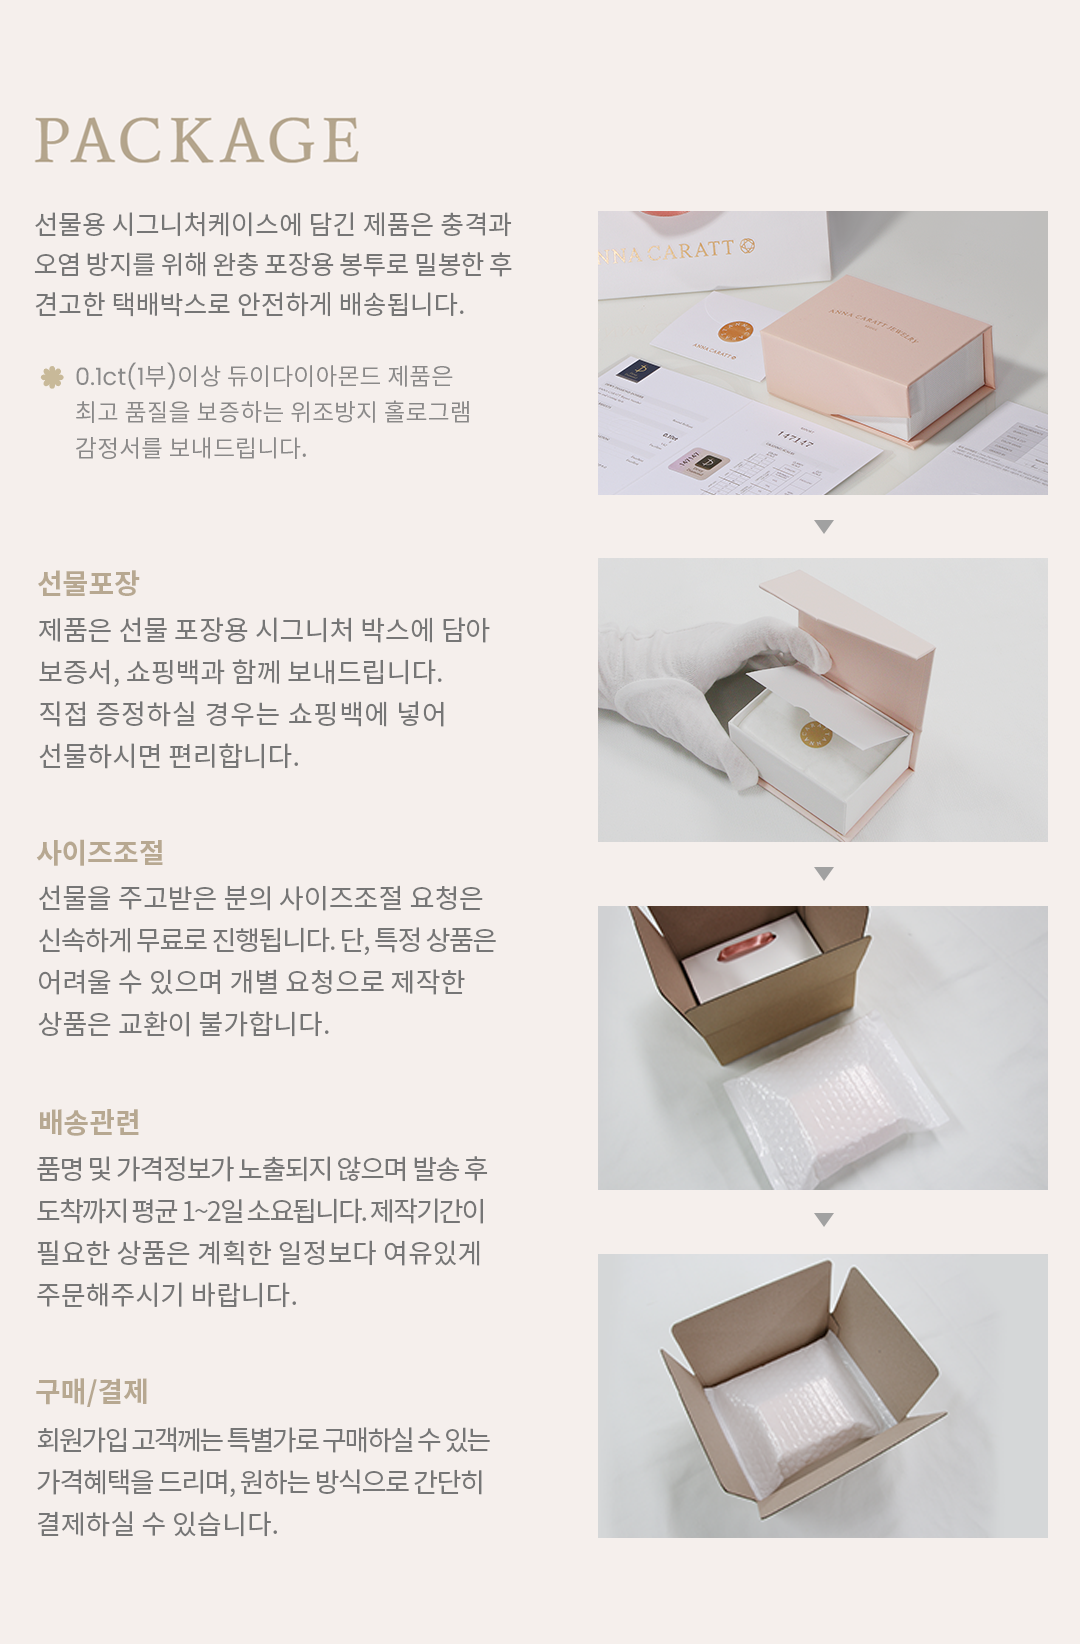 PACKAGE
선물용 시그니처케이스에 담긴 제품은 충격과
오염 방지를 위해 완충 포장용 봉투로 밀봉한 후
견고한 택배박스로 안전하게 배송됩니다.
0.1ct(1부)이상 듀이다이아몬드 제품은
최고 품질을 보증하는 위조방지 홀로그램
감정서를 보내드립니다.
선물포장
제품은 선물 포장용 시그니처 박스에 담아
보증서, 쇼핑백과 함께 보내드립니다.
직접 증정하실 경우는 쇼핑백에 넣어
선물하시면 편리합니다.
사이즈조절
선물을 주고받은 분의 사이즈조절 요청은
신속하게 무료로 진행됩니다. 단, 특정 상품은
어려울 수 있으며 개별 요청으로 제작한
상품은 교환이 불가합니다.
배송관련
품명 및 가격정보가 노출되지 않으며 발송 후
도착까지 평균 1~2일 소요됩니다. 제작기간이
필요한 상품은 계획한 일정보다 여유있게
주문해주시기 바랍니다.
구매/결제
회원가입 고객께는 특별가로 구매하실 수 있는
가격혜택을 드리며, 원하는 방식으로 간단히
결제하실 수 있습니다.
NNA CARATT
ANNA CARATT JEWELRY
ANNA CARATT
147147
147147